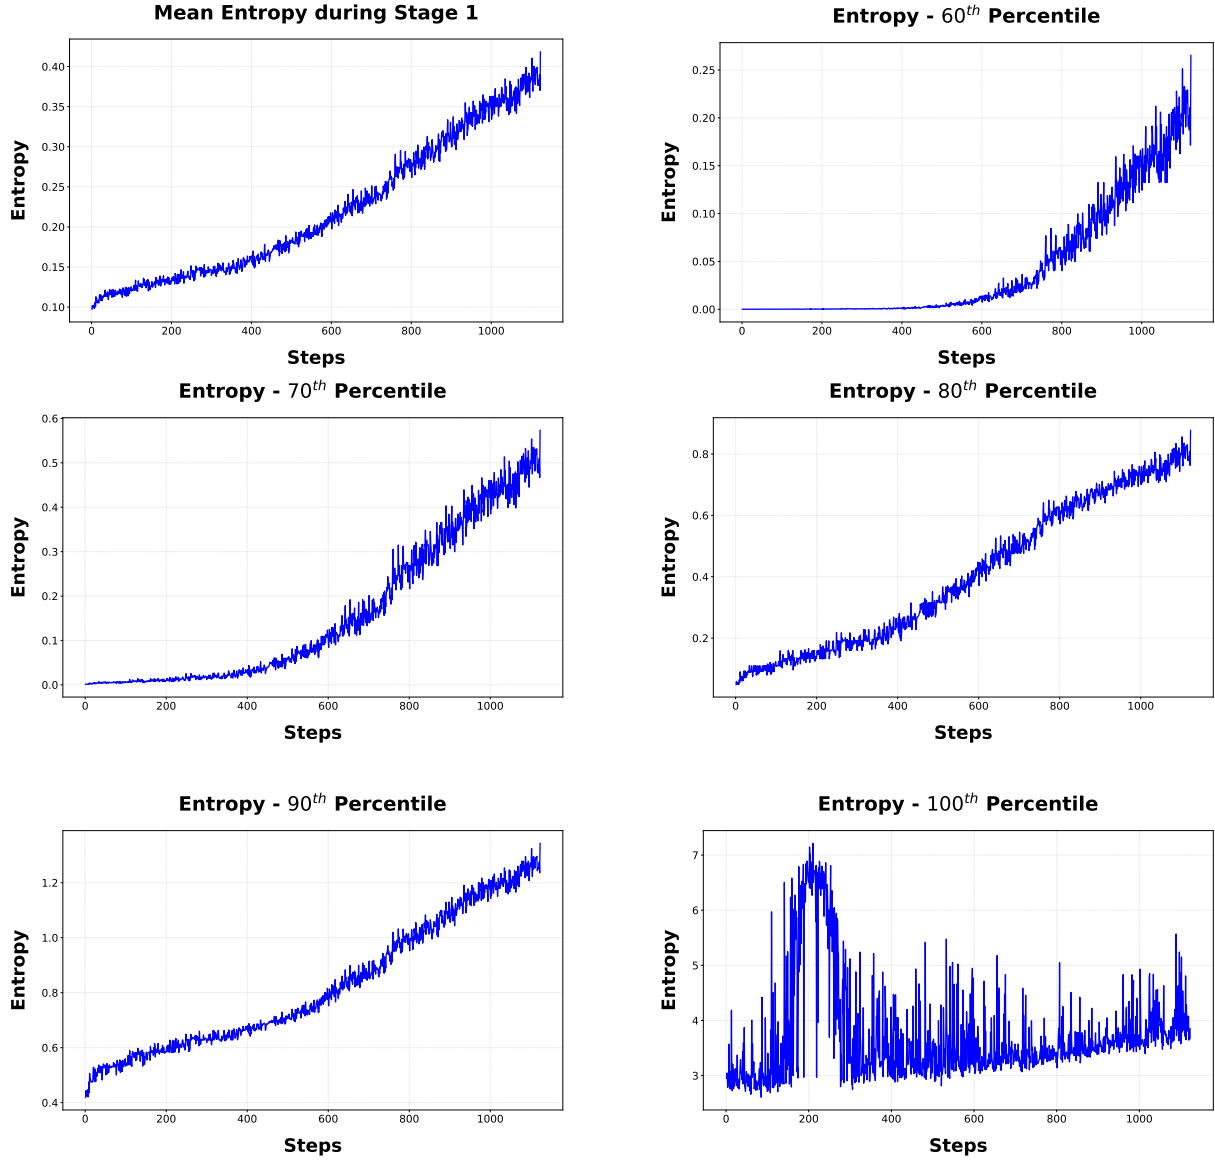 Mean Entropy during Stage 1
0.40
0.35
0.30
0.25
0.20
0.15
0.10
Entropy
0 200 400 600 800 1000
Steps
Entropy - 60th Percentile
0.25
0.20
0.15
0.10
0.05
0.00
Entropy
0 200 400 600 800 1000
Steps
Entropy - 70th Percentile
0.6
0.5
0.4
0.3
0.2
0.1
0.0
Entropy
0 200 400 600 800 1000
Steps
Entropy - 80th Percentile
0.8
0.6
0.4
0.2
Entropy
0 200 400 600 800 1000
Steps
Entropy - 90th Percentile
1.2
1.0
0.8
0.6
0.4
Entropy
0 200 400 600 800 1000
Steps
Entropy - 100th Percentile
7
6
5
4
3
Entropy
0 200 400 600 800 1000
Steps